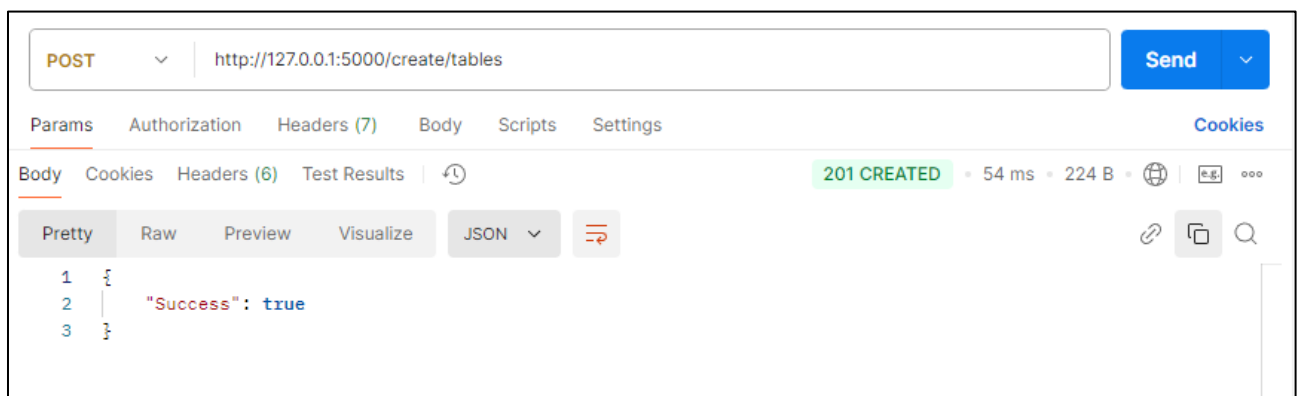 POST http://127.0.0.1:5000/create/tables Send
Params Authorization Headers (7) Body Scripts Settings Cookies
Body Cookies Headers (6) Test Results 201 CREATED • 54 ms • 224 B • e.g.
Pretty Raw Preview Visualize JSON
1 {
2 "Success": true
3 }